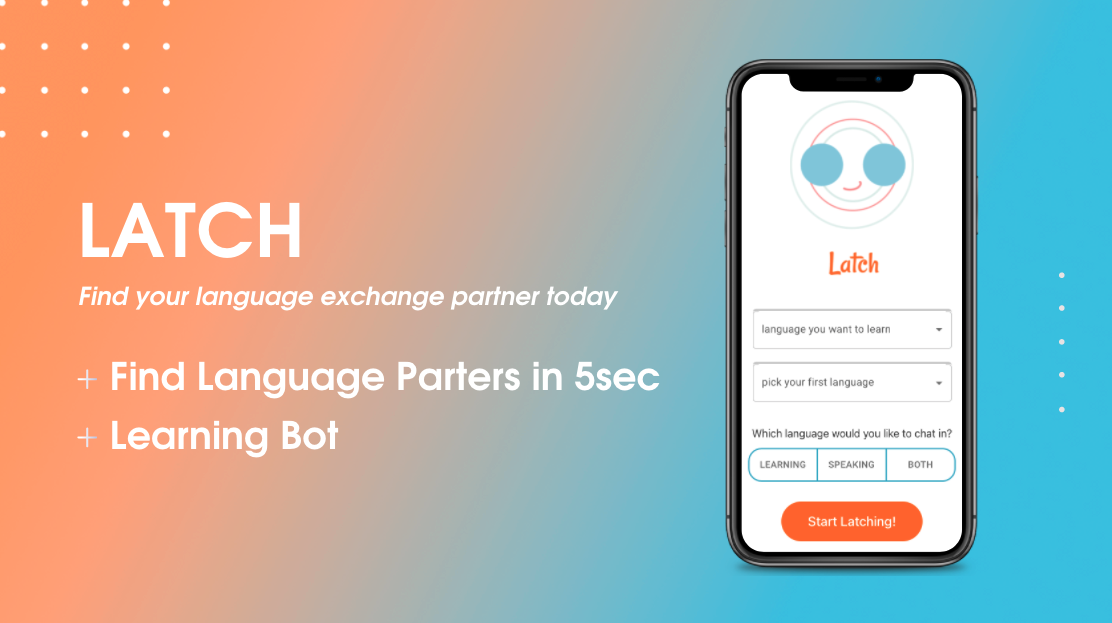 LATCH
Find your language exchange partner today
+ Find Language Parters in 5sec
+ Learning Bot
Latch
language you want to learn
pick your first language
Which language would you like to chat in?
LEARNING SPEAKING BOTH
Start Latching!